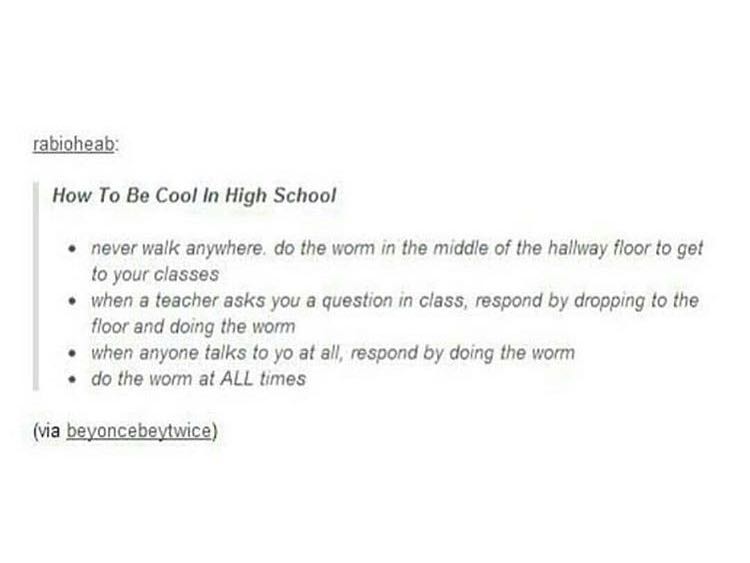 rabioheab:
How To Be Cool In High School
• never walk anywhere. do the worm in the middle of the hallway floor to get
to your classes
• when a teacher asks you a question in class, respond by dropping to the
floor and doing the worm
• when anyone talks to yo at all, respond by doing the worm
• do the worm at ALL times
(via beyoncebeytwice)